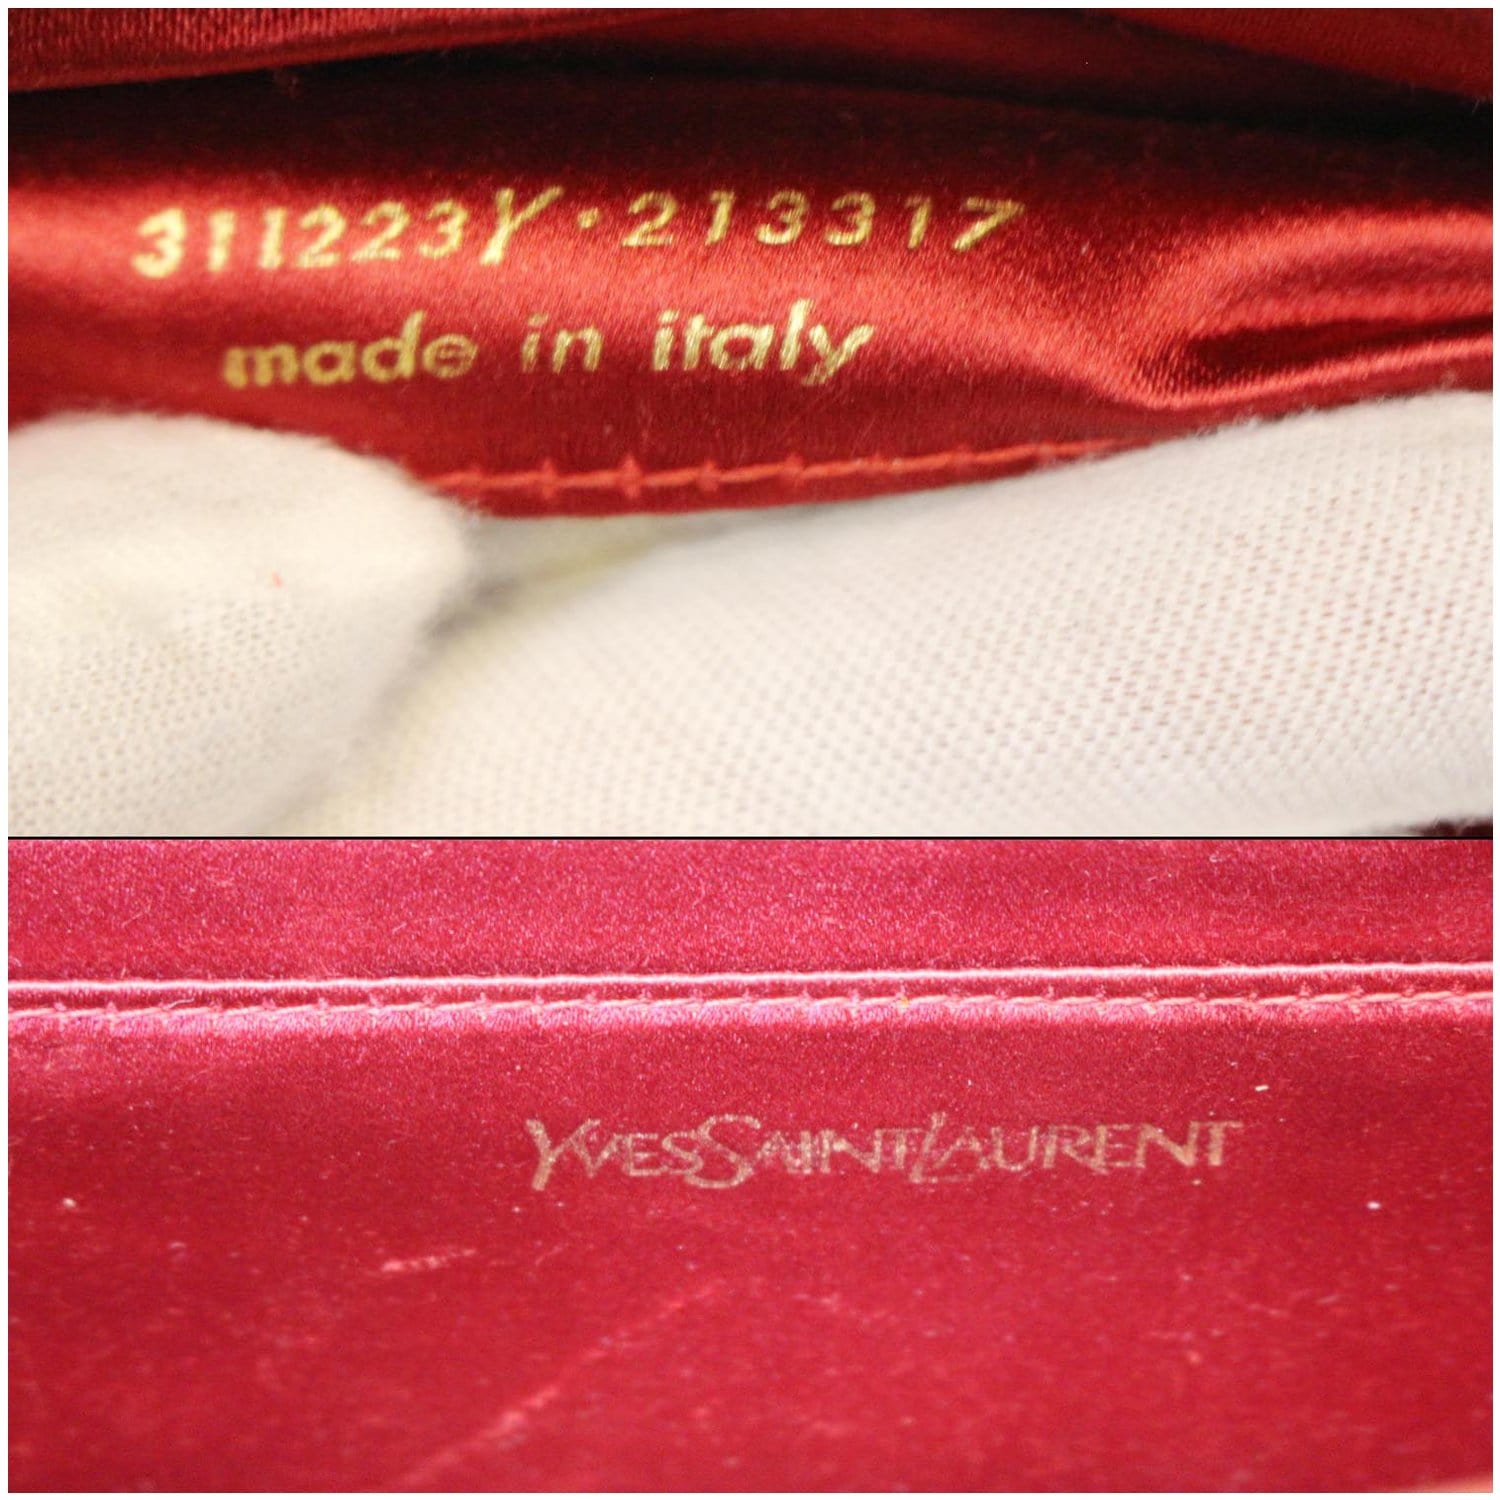 311223Y·213317
made in italy
YVESSAINTLAURENT